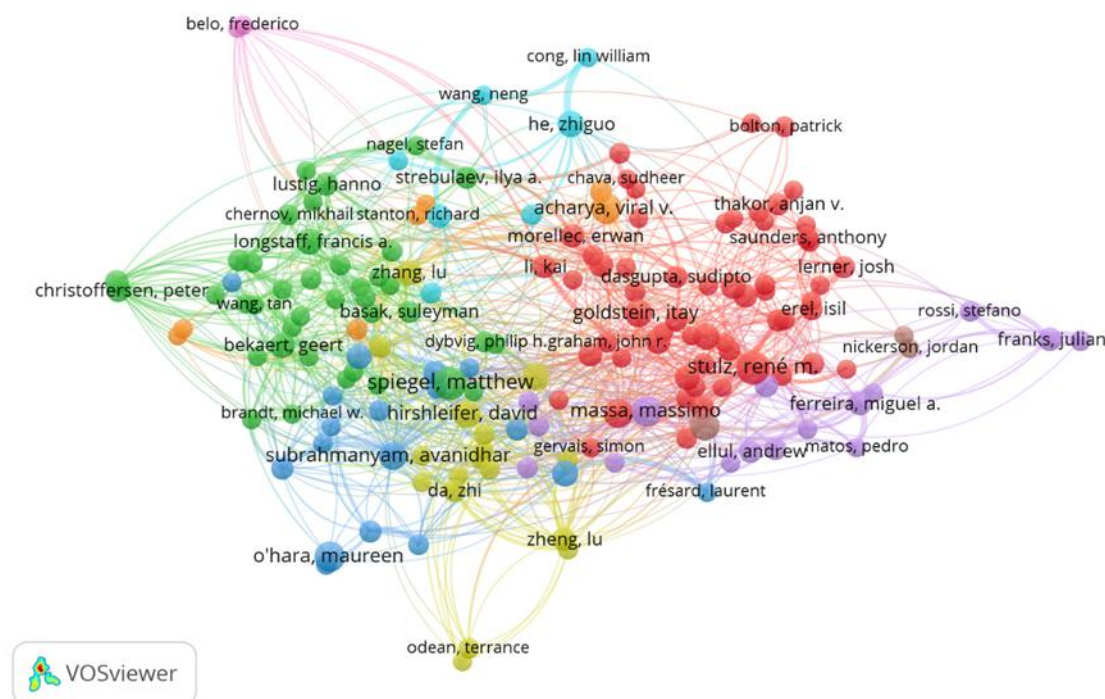 belo, frederico
cong, lin william
wang, neng
he, zhiguo
bolton, patrick
nagel, stefan
strebulaev, ilya a.
chava, sudheer
lustig, hanno
thakor, anjan v.
chernov, mikhail
stanton, richard
acharya, viral v.
morellec, erwan
saunders, anthony
longstaff, francis a.
zhang, lu
li, kai
dasgupta, sudipto
lerner, josh
christoffersen, peter
wang, tan
basak, suleyman
goldstein, itay
erel, isil
rossi, stefano
bekaert, geert
dybvig, philip h.
graham, john r.
nickerson, jordan
franks, julian
stulz, rené m.
spiegel, matthew
brandt, michael w.
hirshleifer, david
massa, massimo
ferreira, miguel a.
subrahmanyam, avanidhar
gervais, simon
ellul, andrew
matos, pedro
da, zhi
frésard, laurent
o'hara, maureen
zheng, lu
odean, terrance
VOSviewer